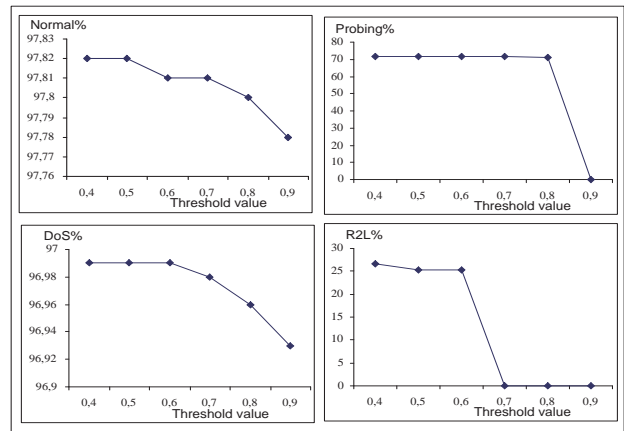 Normal%
97,83
97,82
97,81
97,8
97,79
97,78
97,77
97,76
0,4 0,5 0,6 0,7 0,8 0,9
Threshold value
Probing%
80
70
60
50
40
30
20
10
0
0,4 0,5 0,6 0,7 0,8 0,9
Threshold value
DoS%
97
96,98
96,96
96,94
96,92
96,9
0,4 0,5 0,6 0,7 0,8 0,9
Threshold value
R2L%
30
25
20
15
10
5
0
0,4 0,5 0,6 0,7 0,8 0,9
Threshold value